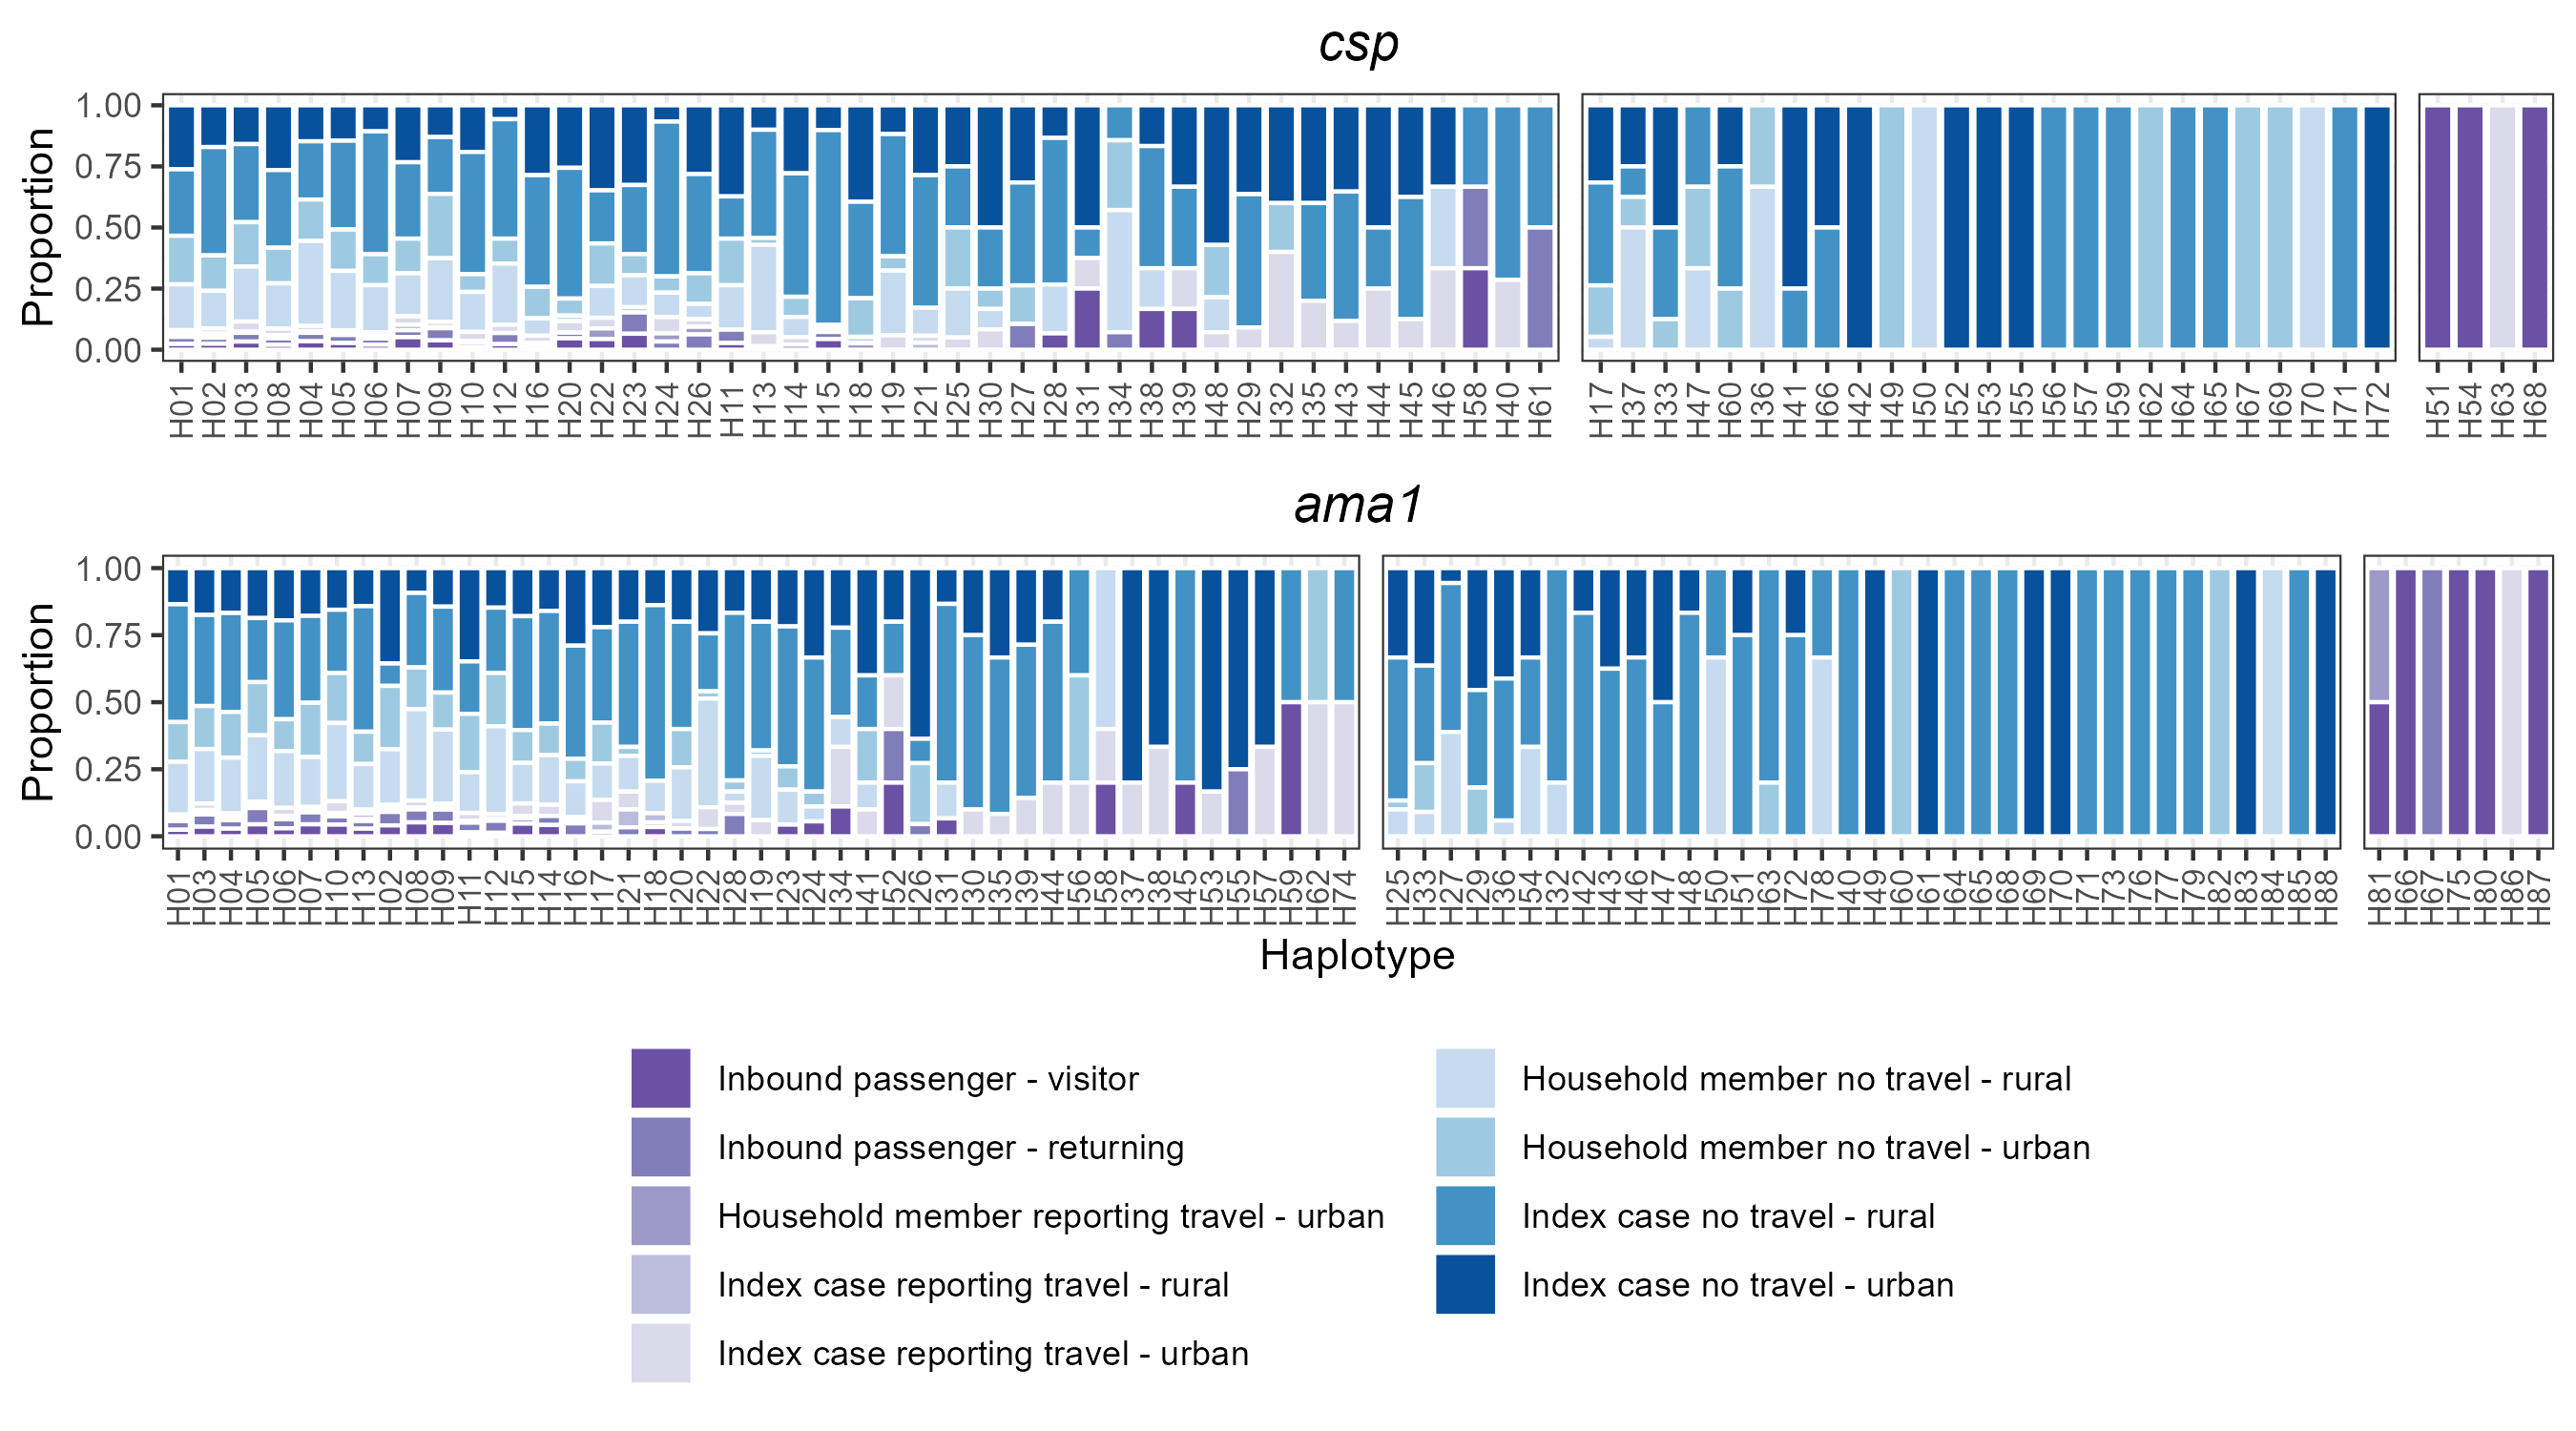 csp
Proportion
1.00
0.75
0.50
0.25
0.00
H01 H02 H03 H08 H04 H05 H06 H07 H09 H10 H12 H16 H20 H22 H23 H24 H26 H11 H13 H14 H15 H18 H19 H21 H25 H30 H27 H28 H31 H34 H38 H39 H48 H29 H32 H35 H43 H44 H45 H46 H58 H40 H61 H17 H37 H33 H47 H60 H36 H41 H66 H42 H49 H50 H52 H53 H55 H56 H57 H59 H62 H64 H65 H67 H69 H70 H71 H72 H51 H54 H63 H68
ama1
Proportion
1.00
0.75
0.50
0.25
0.00
H01 H03 H04 H05 H06 H07 H10 H13 H02 H08 H09 H11 H12 H15 H14 H16 H17 H21 H18 H20 H22 H28 H19 H23 H24 H34 H41 H52 H26 H31 H30 H35 H39 H44 H56 H58 H37 H38 H45 H53 H55 H57 H59 H62 H74 H25 H33 H27 H29 H36 H54 H32 H42 H43 H46 H47 H48 H50 H51 H63 H72 H78 H40 H49 H60 H61 H64 H65 H68 H69 H70 H71 H73 H76 H77 H79 H82 H83 H84 H85 H88 H81 H66 H67 H75 H80 H86 H87
Haplotype
Inbound passenger - visitor
Inbound passenger - returning
Household member reporting travel - urban
Index case reporting travel - rural
Index case reporting travel - urban
Household member no travel - rural
Household member no travel - urban
Index case no travel - rural
Index case no travel - urban